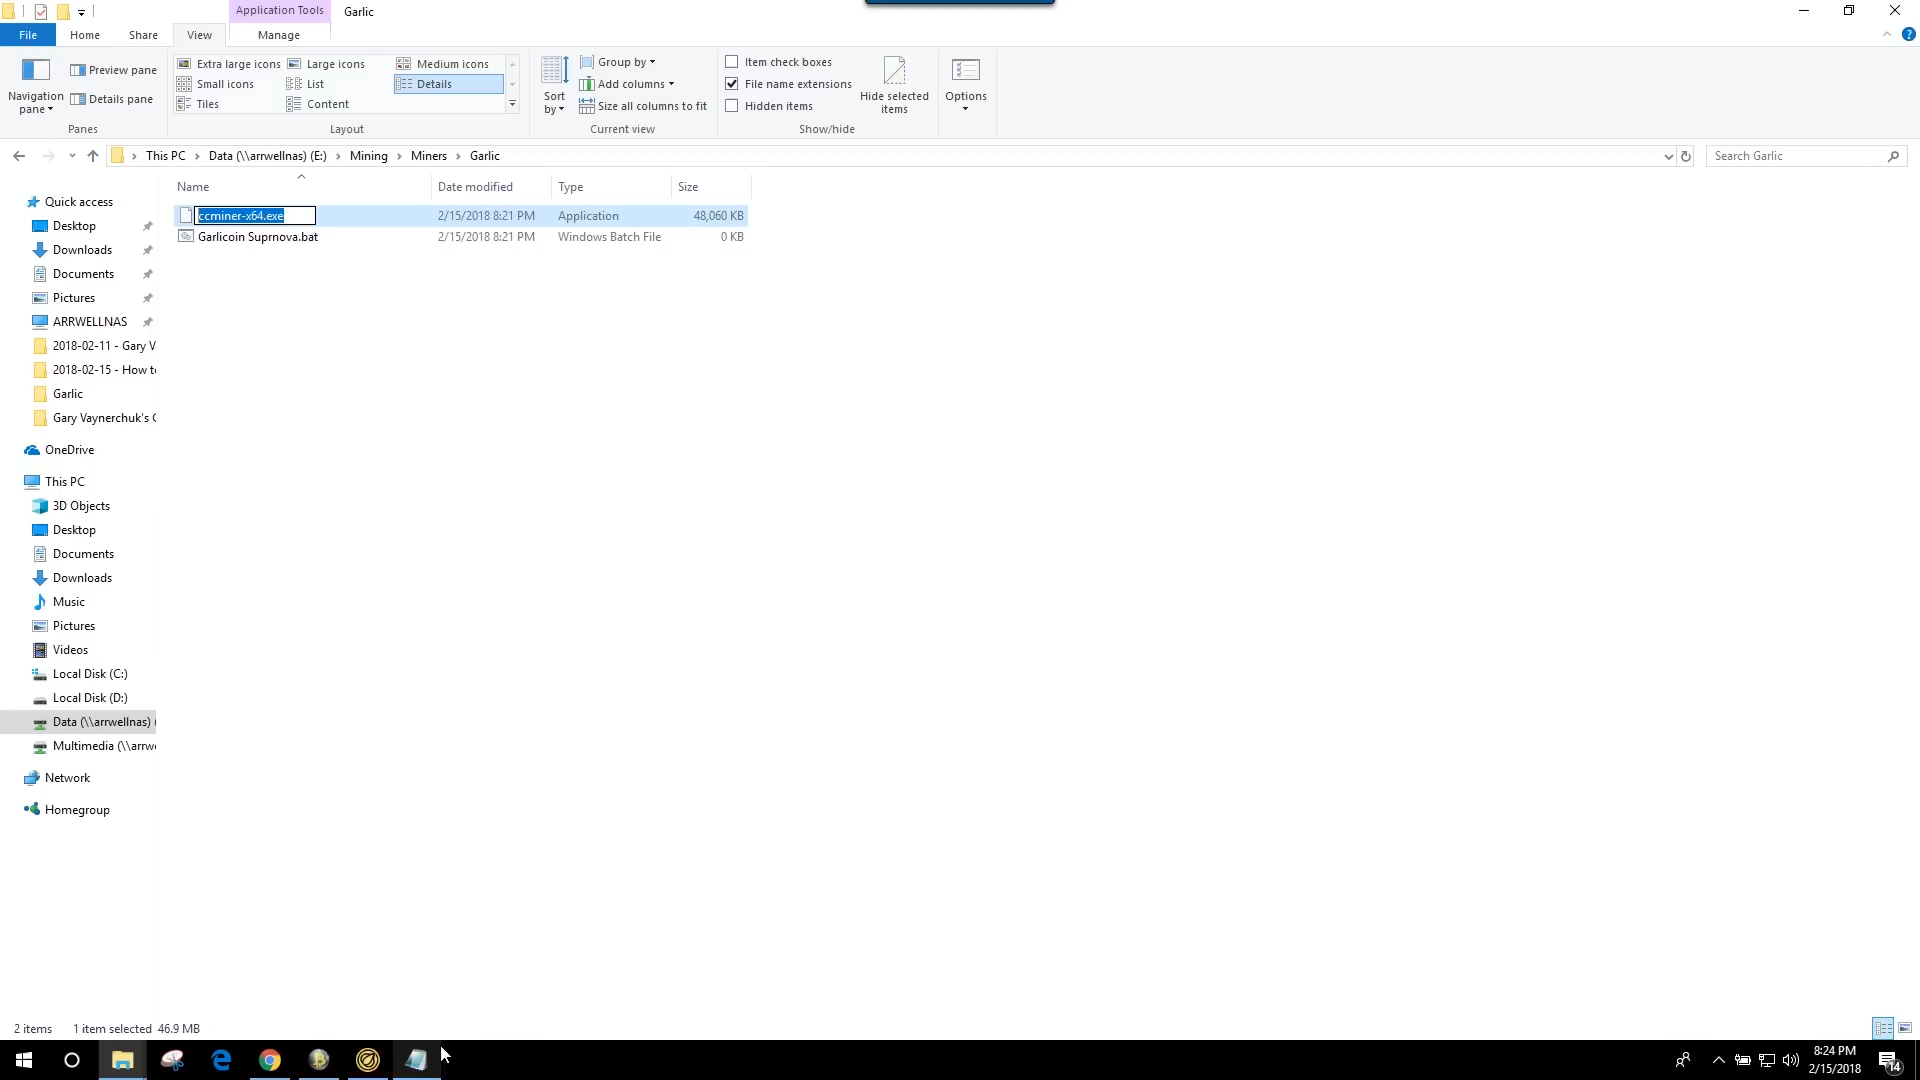 Application Tools
Garlic
File
Home
Share
View
Manage
Navigation pane
Preview pane
Details pane
Panes
Extra large icons
Large icons
Medium icons
Small icons
List
Details
Tiles
Content
Layout
Sort by
Group by
Add columns
Size all columns to fit
Current view
Item check boxes
File name extensions
Hidden items
Hide selected items
Show/hide
Options
This PC
Data (\\arrwellnas) (E:)
Mining
Miners
Garlic
Search Garlic
Name
Date modified
Type
Size
ccminer-x64.exe
2/15/2018 8:21 PM
Application
48,060 KB
Garlicoin Suprnova.bat
2/15/2018 8:21 PM
Windows Batch File
0 KB
Quick access
Desktop
Downloads
Documents
Pictures
ARRWELLNAS
2018-02-11 - Gary V
2018-02-15 - How to
Garlic
Gary Vaynerchuk's
OneDrive
This PC
3D Objects
Desktop
Documents
Downloads
Music
Pictures
Videos
Local Disk (C:)
Local Disk (D:)
Data (\\arrwellnas) (
Multimedia (\\arrw
Network
Homegroup
2 items
1 item selected
46.9 MB
8:24 PM
2/15/2018
14